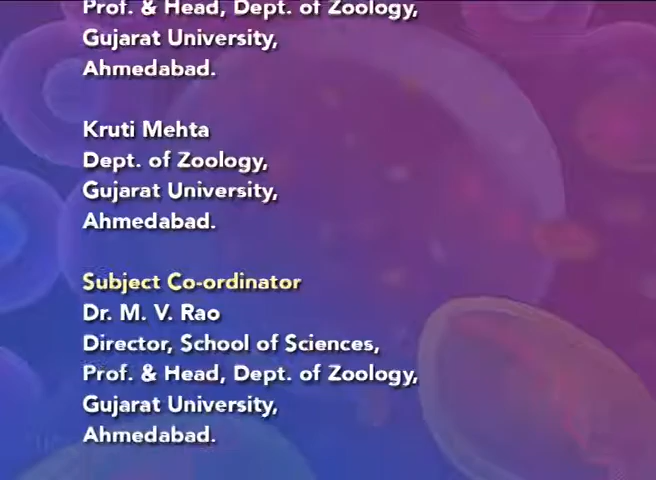 Prof. & Head, Dept. of Zoology,
Gujarat University,
Ahmedabad.
Kruti Mehta
Dept. of Zoology,
Gujarat University,
Ahmedabad.
Subject Co-ordinator
Dr. M. V. Rao
Director, School of Sciences,
Prof. & Head, Dept. of Zoology,
Gujarat University,
Ahmedabad.